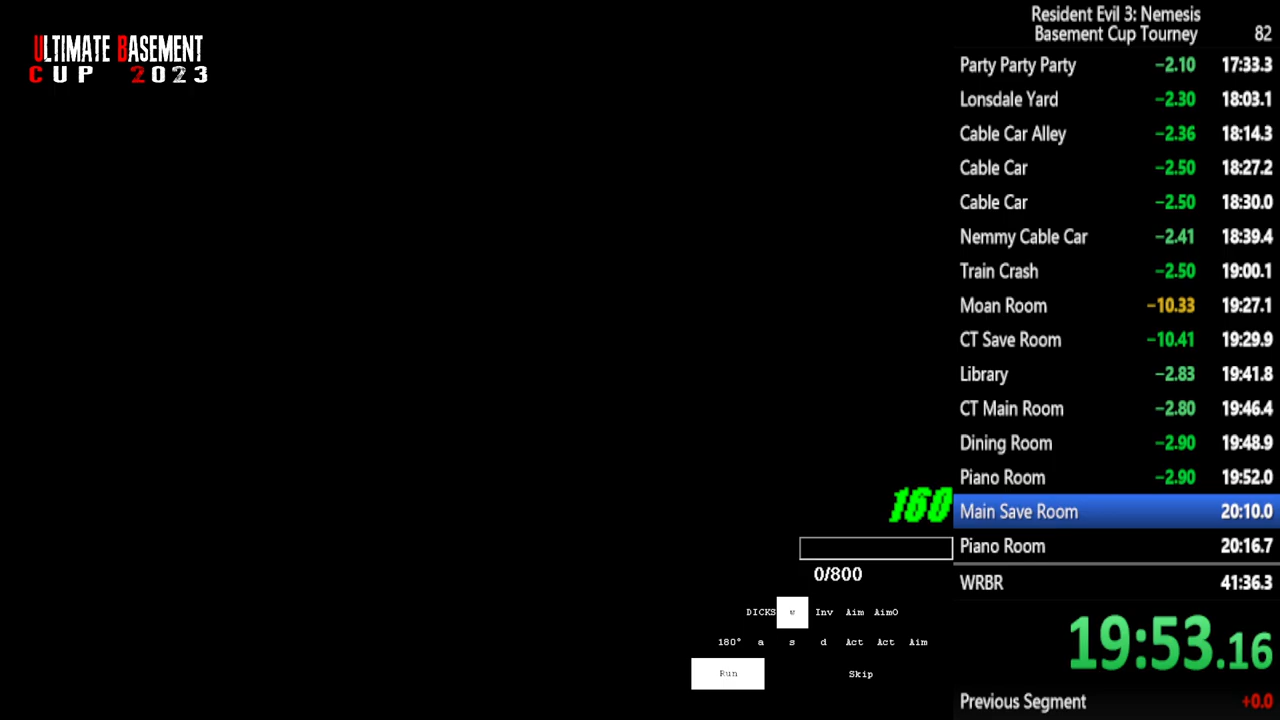 ULTIMATE BASEMENT
CUP 2023
Resident Evil 3: Nemesis
Basement Cup Tourney 82
Party Party Party −2.10 17:33.3
Lonsdale Yard −2.30 18:03.1
Cable Car Alley −2.36 18:14.3
Cable Car −2.50 18:27.2
Cable Car −2.50 18:30.0
Nemmy Cable Car −2.41 18:39.4
Train Crash −2.50 19:00.1
Moan Room −10.33 19:27.1
CT Save Room −10.41 19:29.9
Library −2.83 19:41.8
CT Main Room −2.80 19:46.4
Dining Room −2.90 19:48.9
Piano Room −2.90 19:52.0
160
Main Save Room 20:10.0
Piano Room 20:16.7
0/800
WRBR 41:36.3
DICKS w Inv Aim AimO
180° a s d Act Act Aim
19:53.16
Run Skip
Previous Segment +0.0